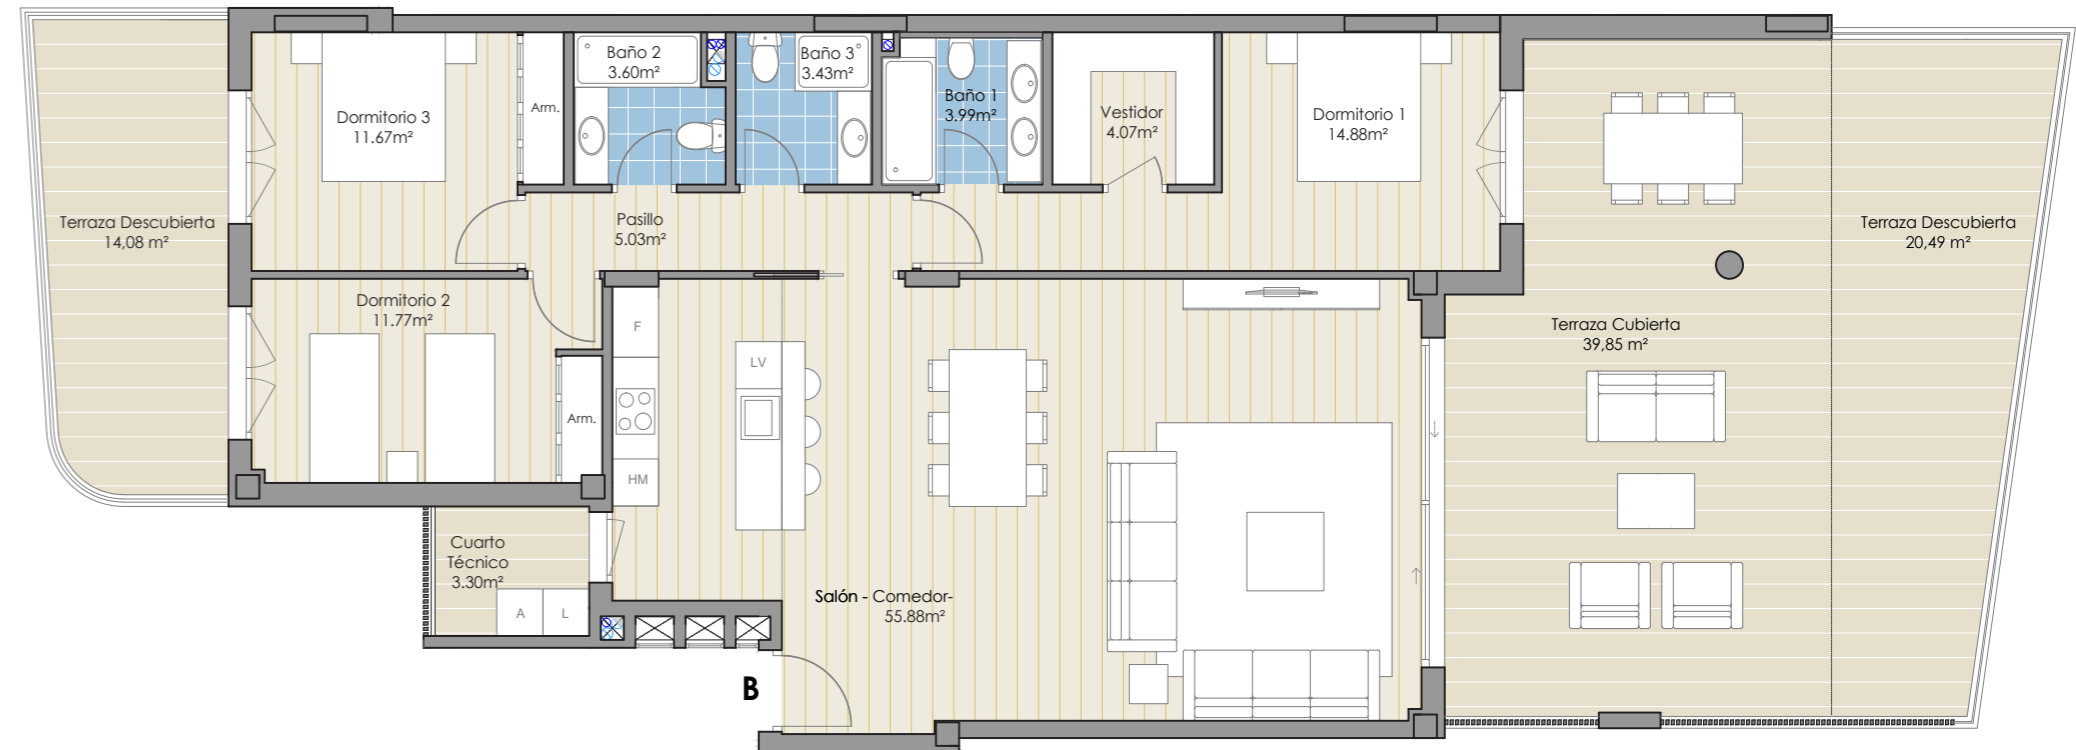 Baño 2
3.60m²
Baño 3
3.43m²
Baño 1
3.99m²
Arm.
Dormitorio 3
11.67m²
Vestidor
4.07m²
Dormitorio 1
14.88m²
Terraza Descubierta
14,08 m²
Pasillo
5.03m²
Terraza Descubierta
20,49 m²
Dormitorio 2
11.77m²
F
LV
Terraza Cubierta
39,85 m²
Arm.
HM
Cuarto
Técnico
3.30m²
A
L
Salón - Comedor-
55.88m²
B